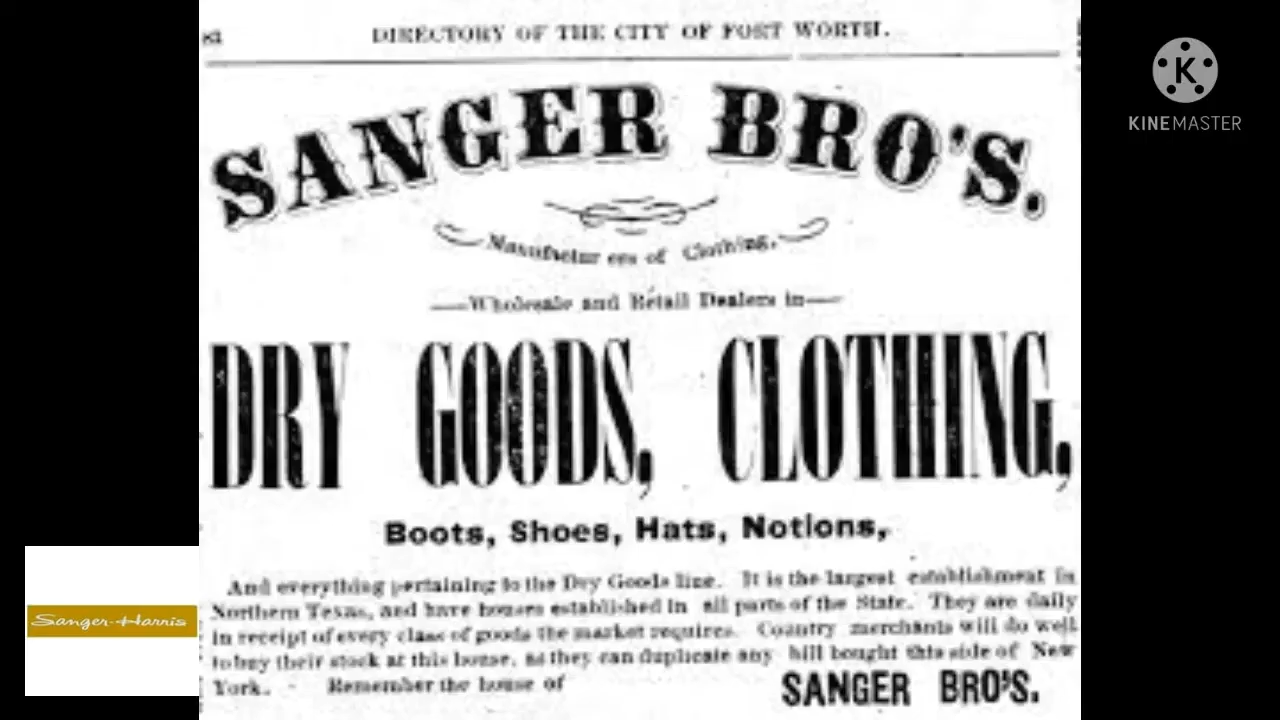 82
DIRECTORY OF THE CITY OF FORT WORTH.
SANGER BRO'S.
Manufacturers of Clothing.
—Wholesale and Retail Dealers in—
DRY GOODS, CLOTHING,
Boots, Shoes, Hats, Notions,
And everything pertaining to the Dry Goods line. It is the largest establishment in
Northern Texas, and have houses established in all parts of the State. They are daily
in receipt of every class of goods the market requires. Country merchants will do well
to buy their stock at this house, as they can duplicate any bill bought this side of New
York. - Remember the house of
SANGER BRO'S.
Sanger-Harris
K
KINEMASTER